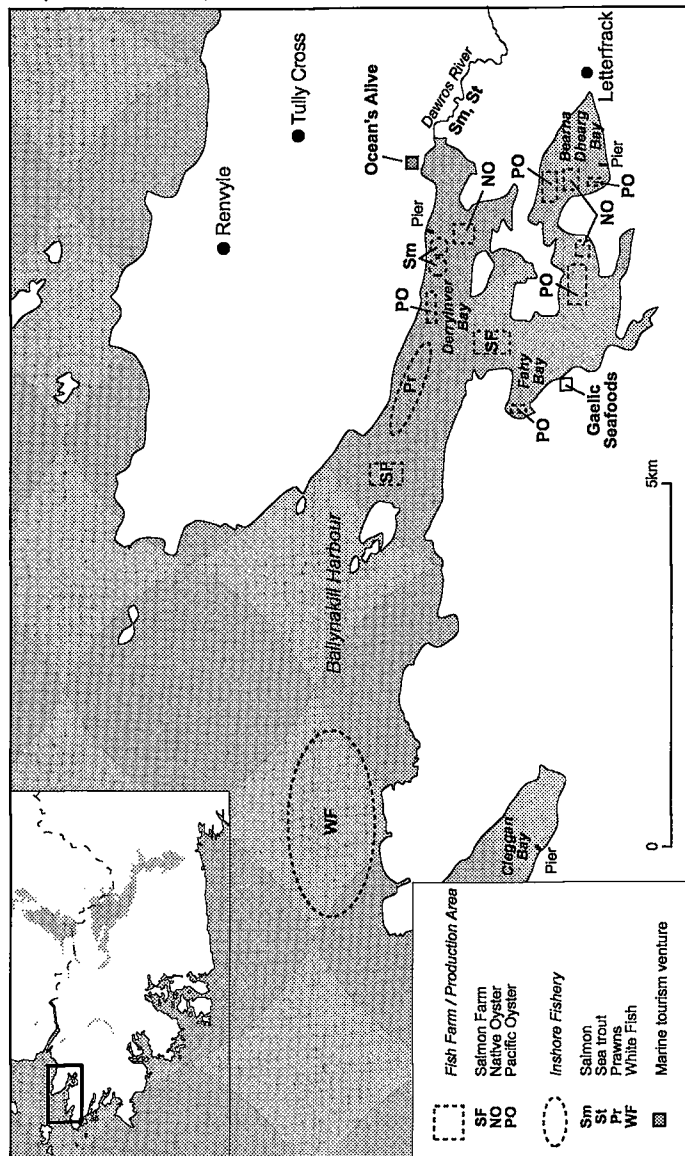 Renvyle
Tully Cross
Ocean's Alive
Dawros River
Sm, St
Letterfrack
Pier
Sm
NO
PO
Derryinver
Bay
PO
Bearna
Dhearg
Bay
Pier
NO
PO
PO
SF
Fahy
Bay
PO
Gaelic
Seafoods
Pr
SF
Ballynakill Harbour
WF
Cleggan
Bay
Pier
0
5km
Fish Farm / Production Area
SF Salmon Farm
NO Native Oyster
PO Pacific Oyster
Inshore Fishery
Sm Salmon
St Sea trout
Pr Prawns
WF White Fish
Marine tourism venture